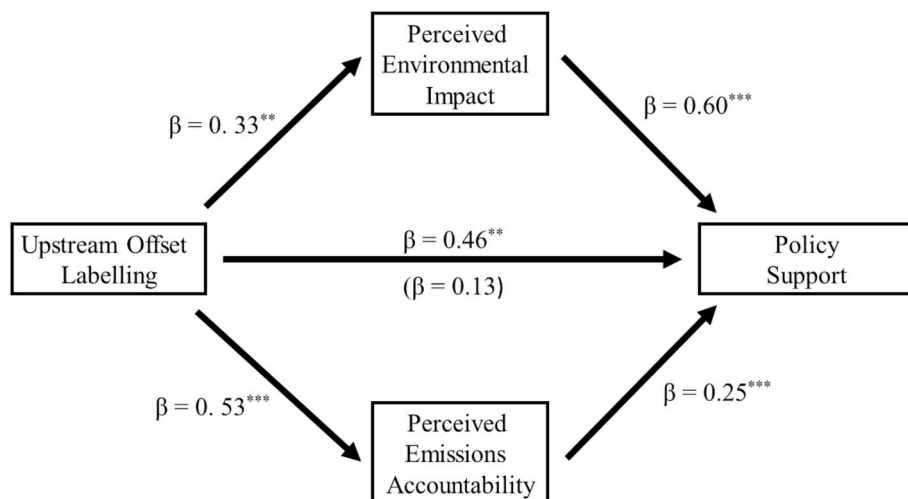 Perceived
Environmental
Impact
β = 0. 33**
β = 0.60***
Upstream Offset
Labelling
β = 0.46**
(β = 0.13)
Policy
Support
β = 0. 53***
β = 0.25***
Perceived
Emissions
Accountability